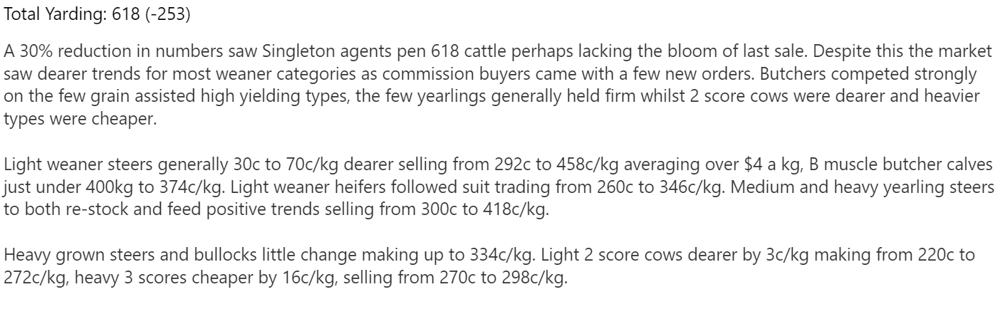 Total Yarding: 618 (-253)
A 30% reduction in numbers saw Singleton agents pen 618 cattle perhaps lacking the bloom of last sale. Despite this the market
saw dearer trends for most weaner categories as commission buyers came with a few new orders. Butchers competed strongly
on the few grain assisted high yielding types, the few yearlings generally held firm whilst 2 score cows were dearer and heavier
types were cheaper.
Light weaner steers generally 30c to 70c/kg dearer selling from 292c to 458c/kg averaging over $4 a kg, B muscle butcher calves
just under 400kg to 374c/kg. Light weaner heifers followed suit trading from 260c to 346c/kg. Medium and heavy yearling steers
to both re-stock and feed positive trends selling from 300c to 418c/kg.
Heavy grown steers and bullocks little change making up to 334c/kg. Light 2 score cows dearer by 3c/kg making from 220c to
272c/kg, heavy 3 scores cheaper by 16c/kg, selling from 270c to 298c/kg.